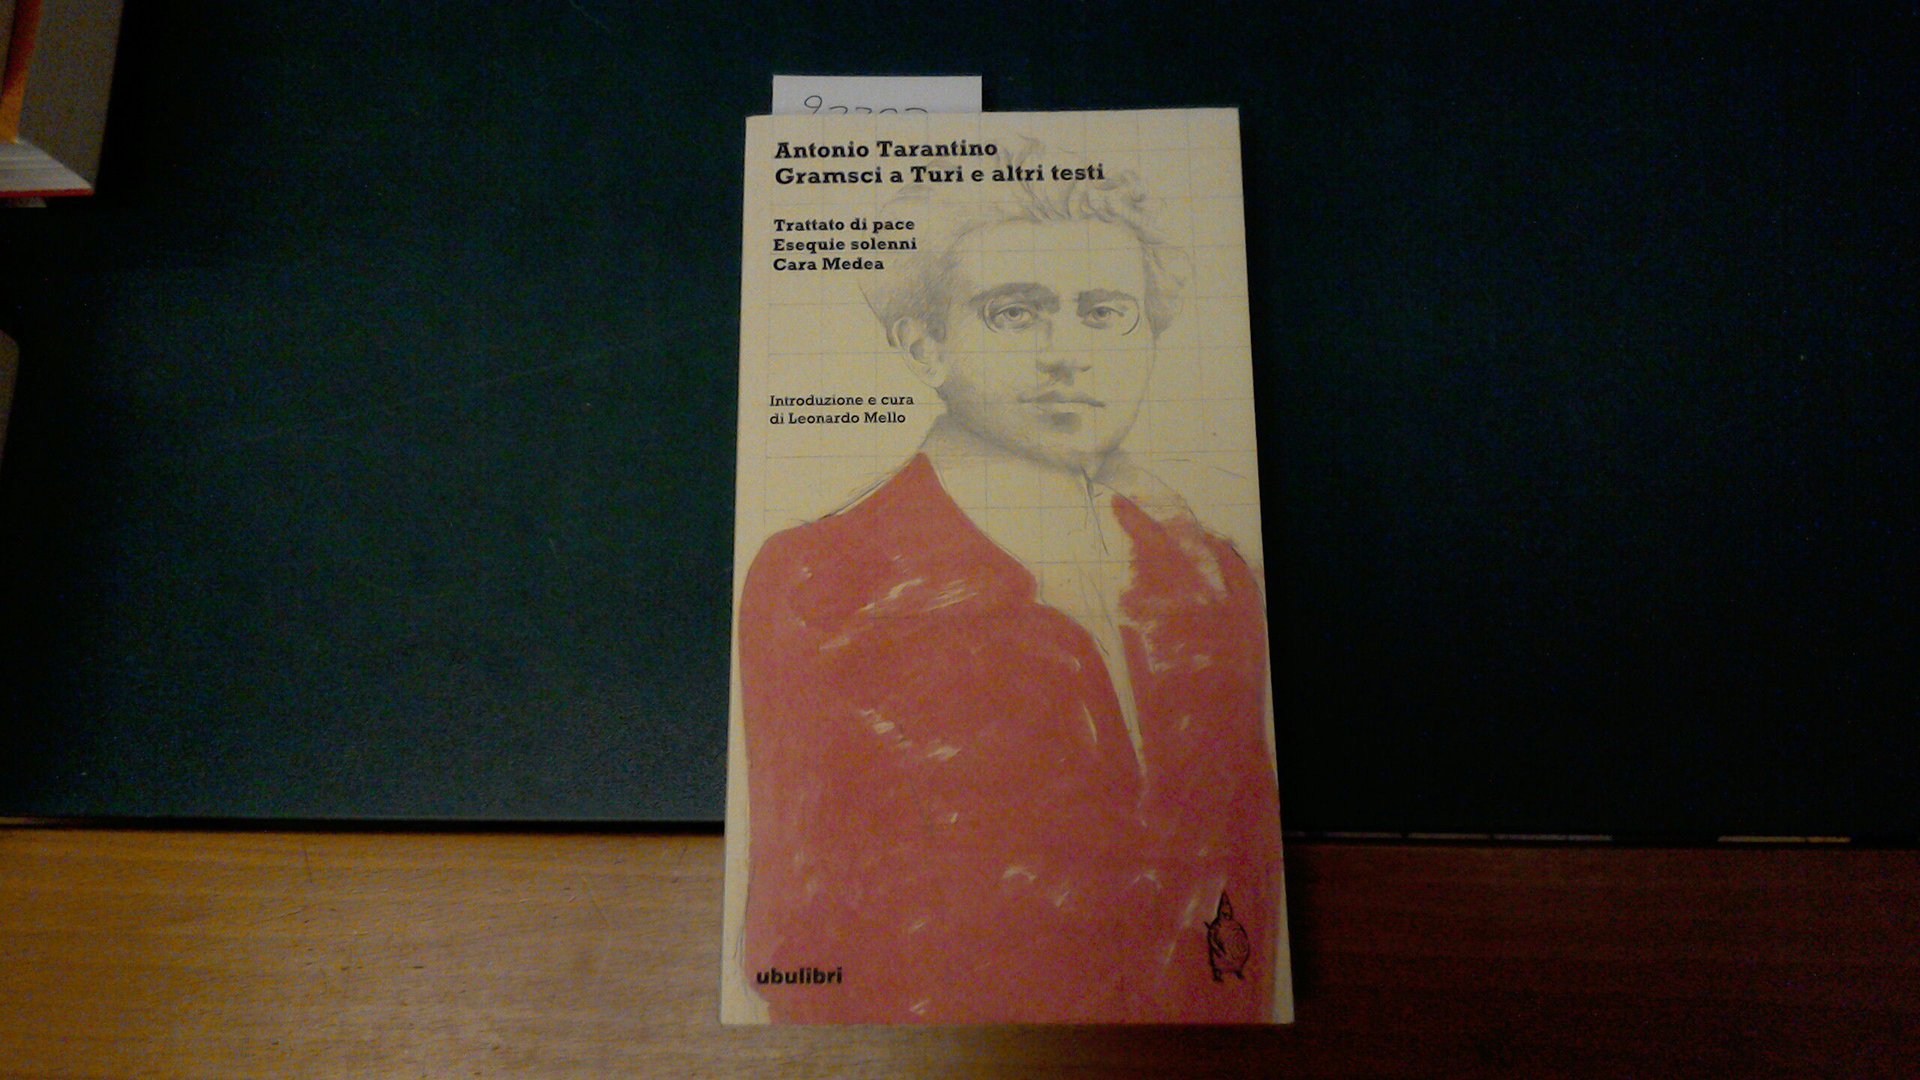 Antonio Tarantino
Gramsci a Turi e altri testi
Trattato di pace
Esequie solenni
Cara Medea
Introduzione e cura
di Leonardo Mello
ubulibri